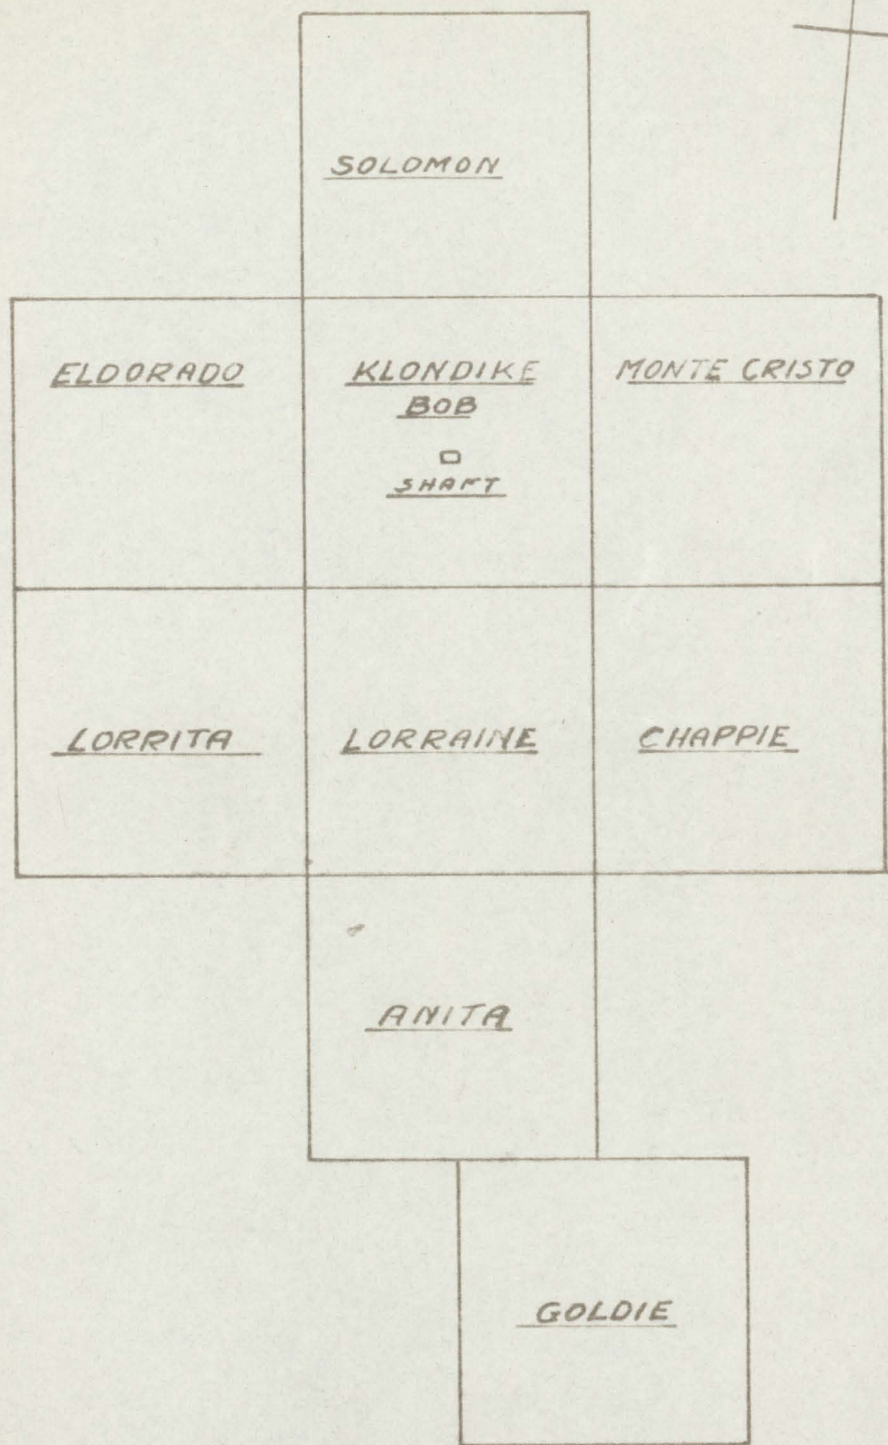 SOLOMON
ELDORADO
KLONDIKE
BOB
SHAFT
MONTE CRISTO
LORRITA
LORRAINE
CHAPPIE
ANITA
GOLDIE